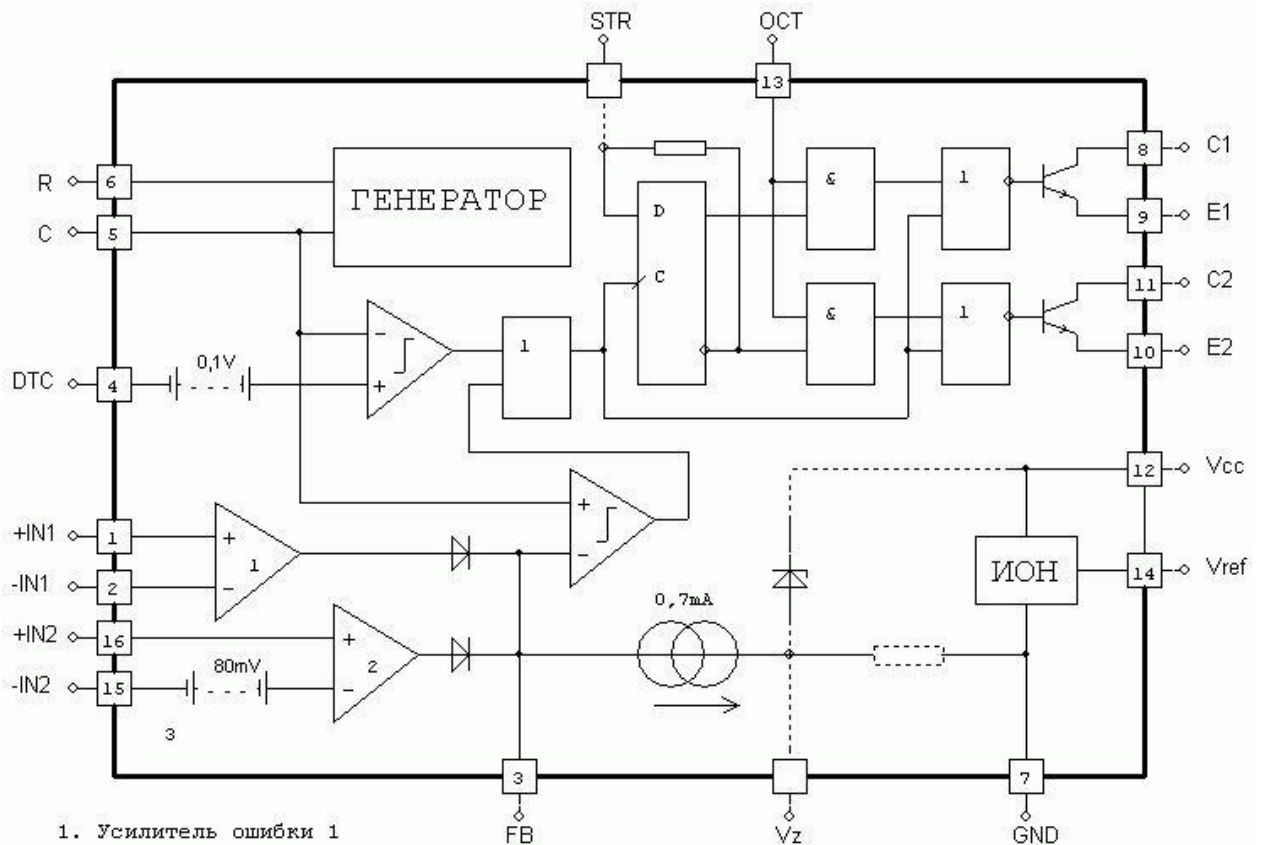 STR
OCT
13
8
C1
R
6
ГЕНЕРАТОР
&
1
C
5
D
9
E1
C
11
C2
&
1
0,1V
1
10
E2
DTC
4
12
Vcc
+IN1
1
1
-IN1
2
ИОН
14
Vref
0,7mA
+IN2
16
80mV
2
-IN2
15
3
3
7
1. Усилитель ошибки 1
FB
Vz
GND